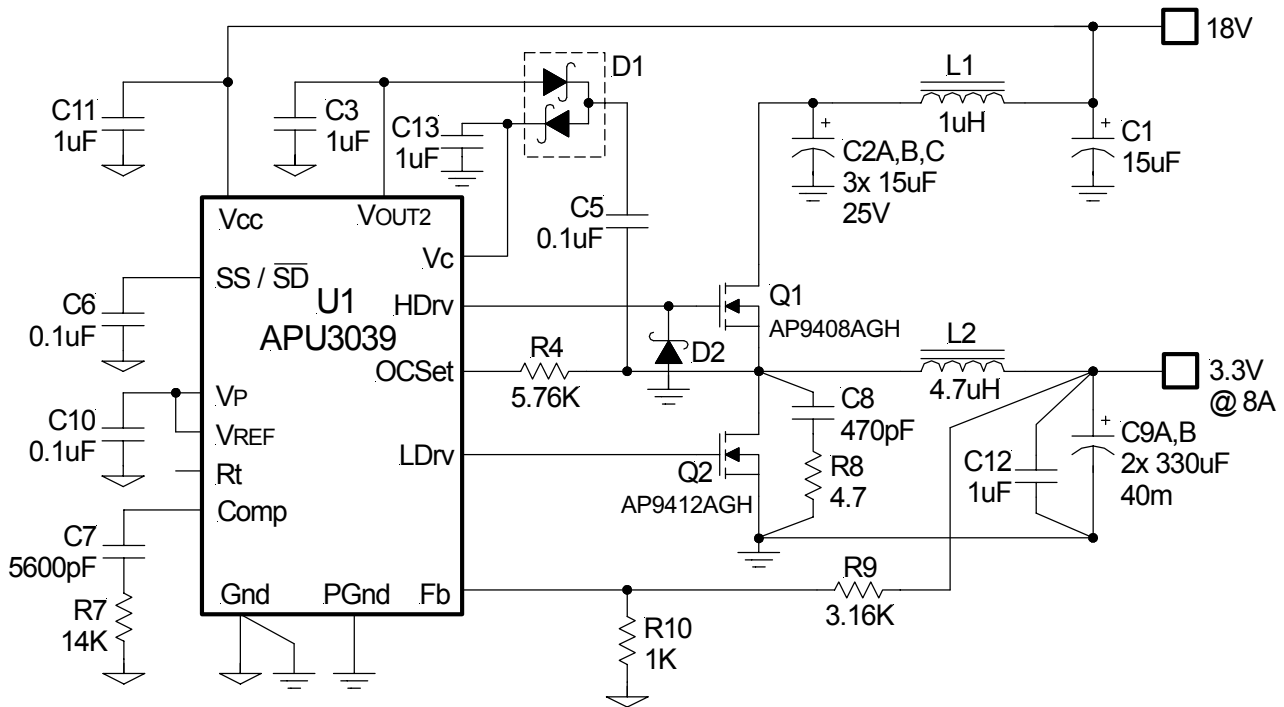 18V
D1
L1
1uH
C11
1uF
C3
1uF
C13
1uF
C1
15uF
C2A,B,C
3x 15uF
25V
C5
0.1uF
Vcc
VOUT2
Vc
SS / SD
U1
APU3039
HDrv
OCSet
VP
VREF
Rt
Comp
LDrv
Gnd
PGnd
Fb
C6
0.1uF
C10
0.1uF
C7
5600pF
R7
14K
R4
5.76K
D2
Q1
AP9408AGH
L2
4.7uH
3.3V
@ 8A
C8
470pF
R8
4.7
Q2
AP9412AGH
C12
1uF
C9A,B
2x 330uF
40m
R9
3.16K
R10
1K